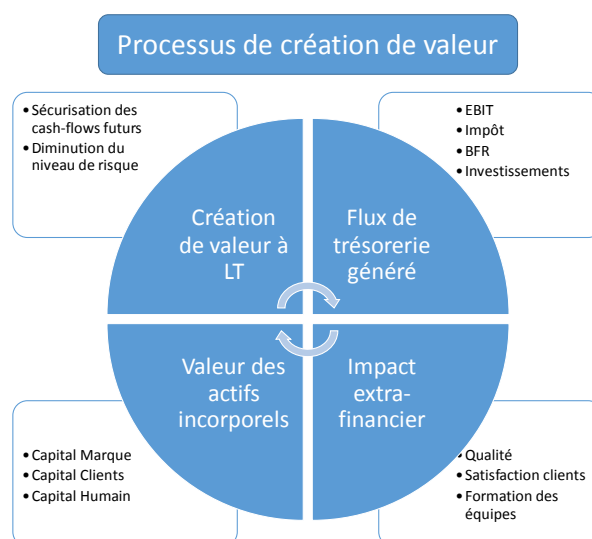 Processus de création de valeur
• Sécurisation des
cash-flows futurs
• Diminution du
niveau de risque
• EBIT
• Impôt
• BFR
• Investissements
Création
de valeur à
LT
Flux de
trésorerie
généré
Valeur des
actifs
incorporels
Impact
extra-
financier
• Capital Marque
• Capital Clients
• Capital Humain
• Qualité
• Satisfaction clients
• Formation des
équipes